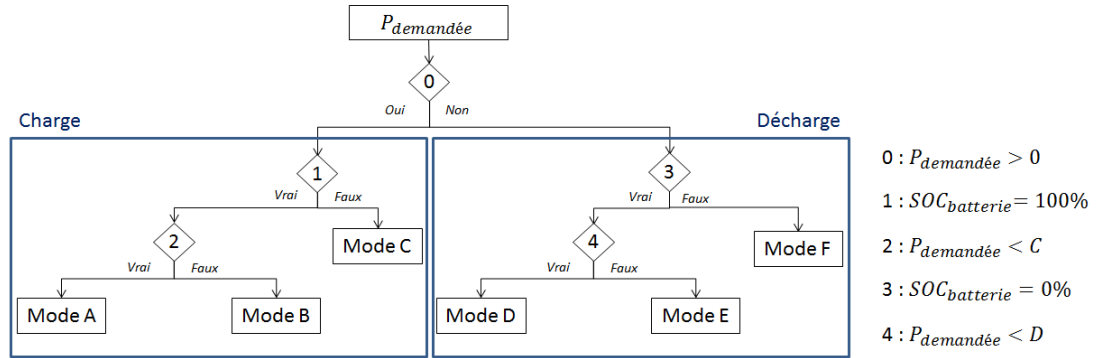 P_demandée
0
Oui Non
Charge
Décharge
1
Vrai Faux
3
Vrai Faux
2
Mode C
4
Mode F
Vrai Faux
Vrai Faux
Mode A
Mode B
Mode D
Mode E
0 : P_demandée > 0
1 : SOC_batterie = 100%
2 : P_demandée < C
3 : SOC_batterie = 0%
4 : P_demandée < D